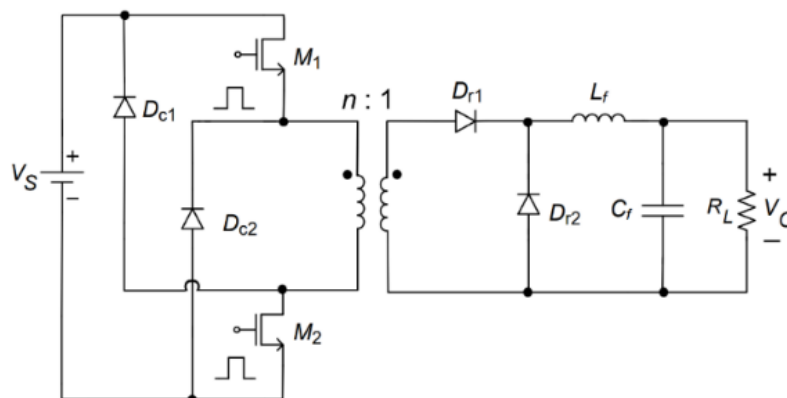 M1
n : 1
Dr1
Lf
Dc1
VS
+
−
Dc2
Dr2
Cf
RL
+
VO
−
M2